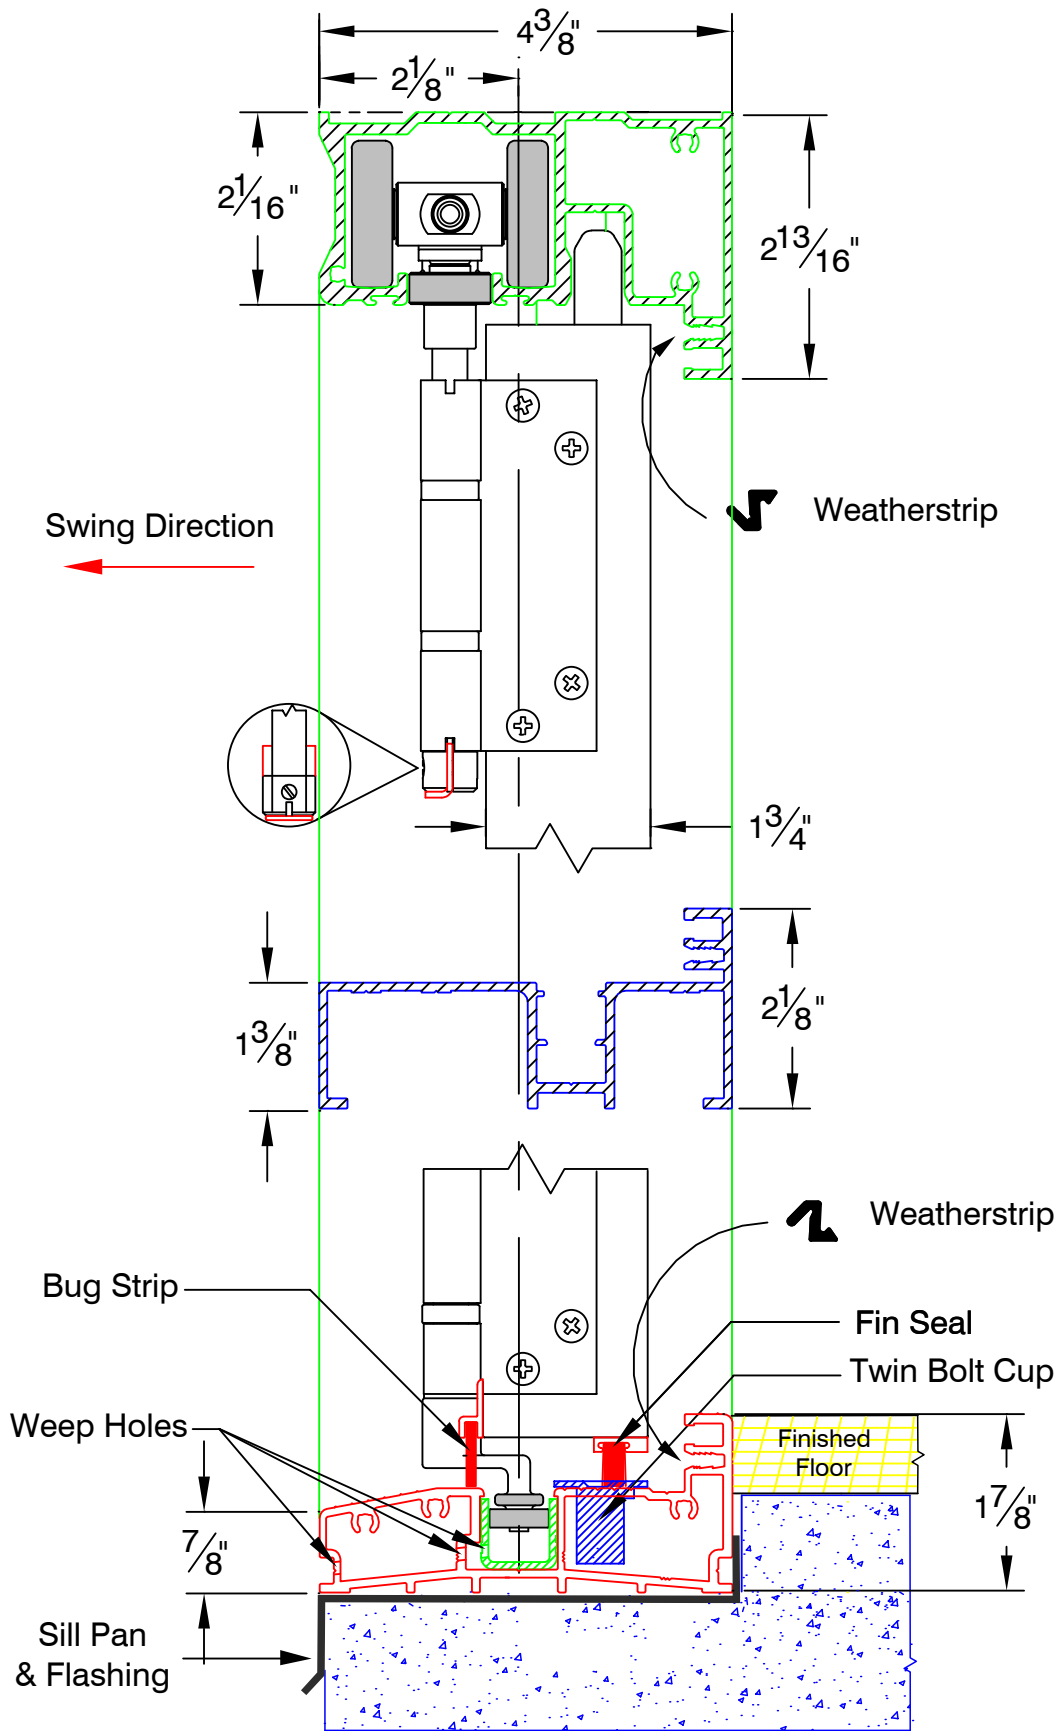 4 3/8"
2 1/8"
2 1/16"
2 13/16"
Weatherstrip
Swing Direction
1 3/4"
1 3/8"
2 1/8"
Weatherstrip
Bug Strip
Fin Seal
Twin Bolt Cup
Weep Holes
Finished
Floor
1 7/8"
7/8"
Sill Pan
& Flashing